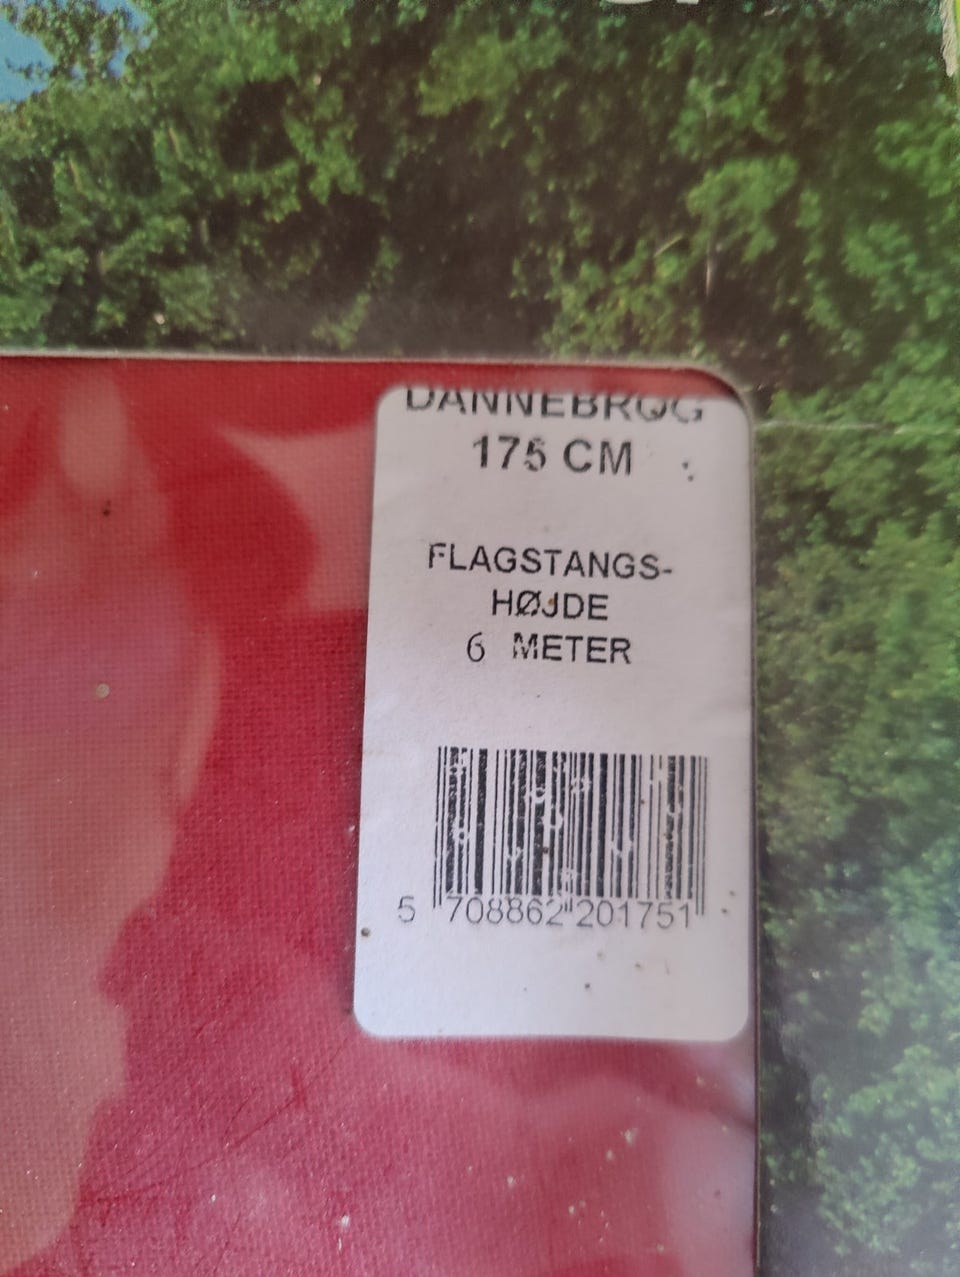 DANNEBROG
175 CM
FLAGSTANGS-
HØJDE
6 METER
5 708862 201751